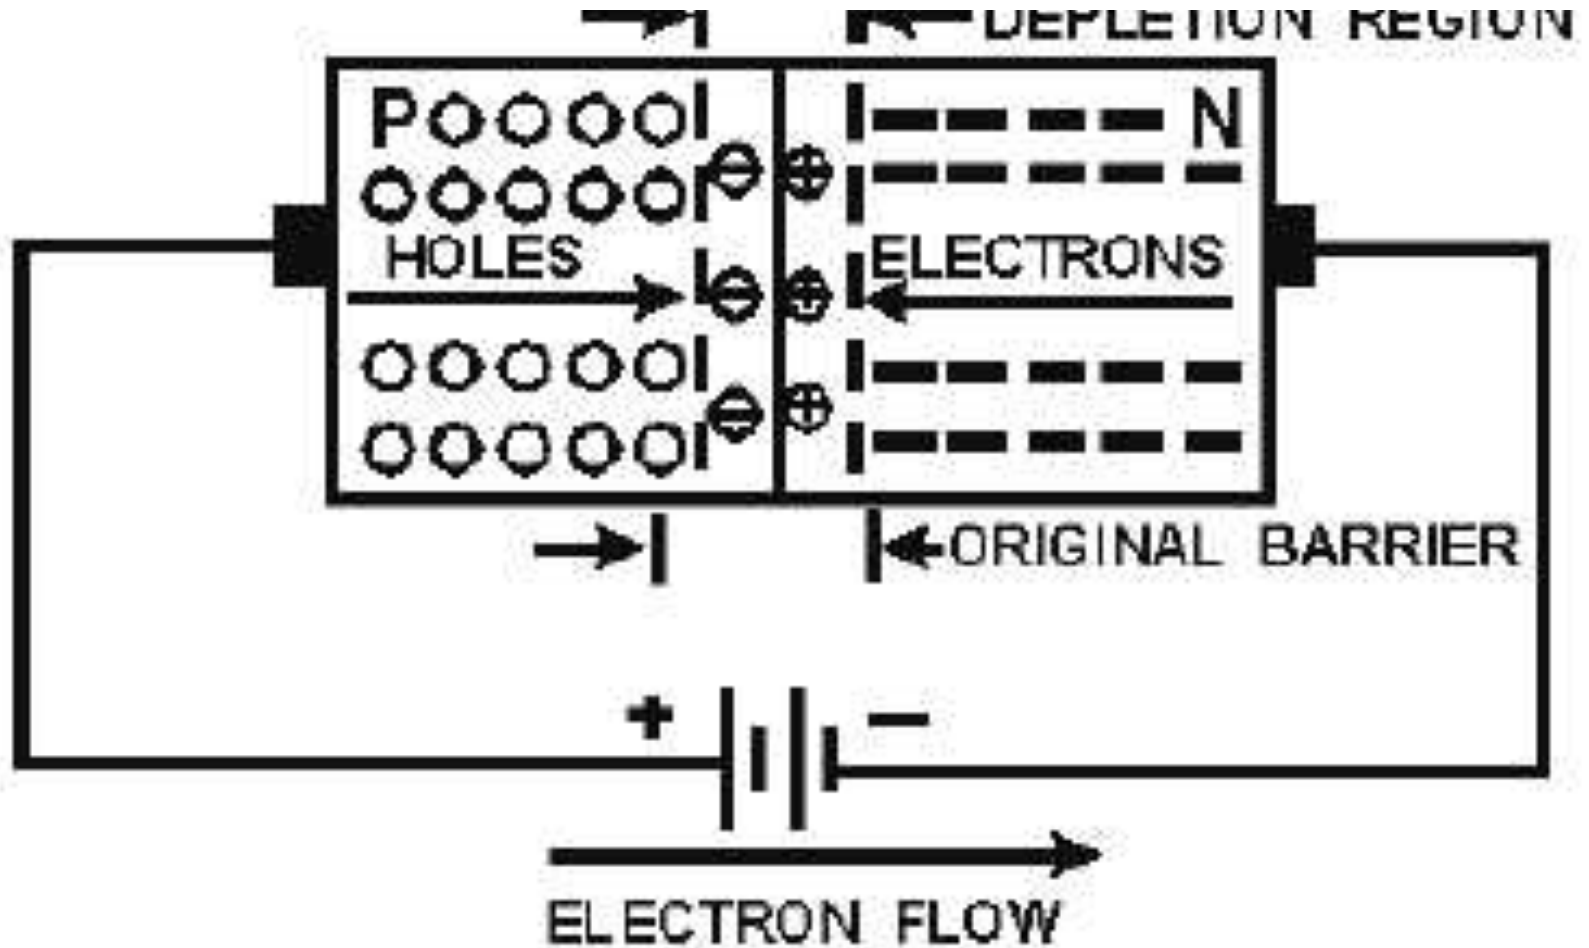 DEPLETION REGION
P N
⊖ ⊕
⊖ ⊕
HOLES ELECTRONS
⊖ ⊕
ORIGINAL BARRIER
+ −
ELECTRON FLOW